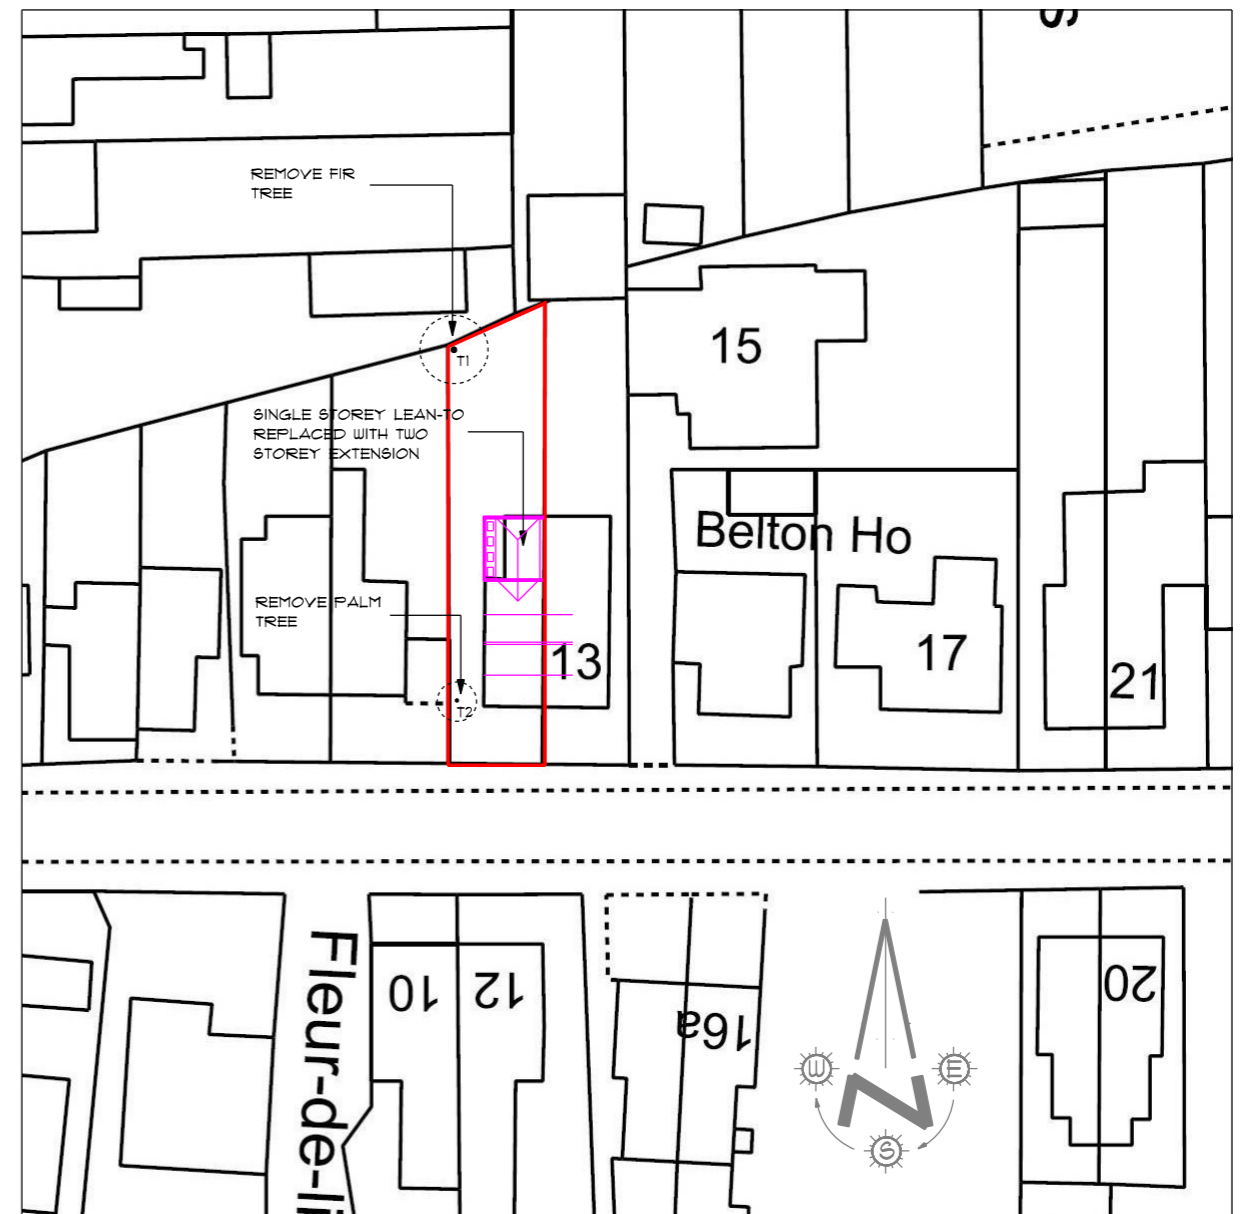 S
REMOVE FIR
TREE
T1
15
SINGLE STOREY LEAN-TO
REPLACED WITH TWO
STOREY EXTENSION
Belton Ho
REMOVE PALM
TREE
13
17
21
T2
Fleur-de-li
10
12
16a
20
W
E
N
S